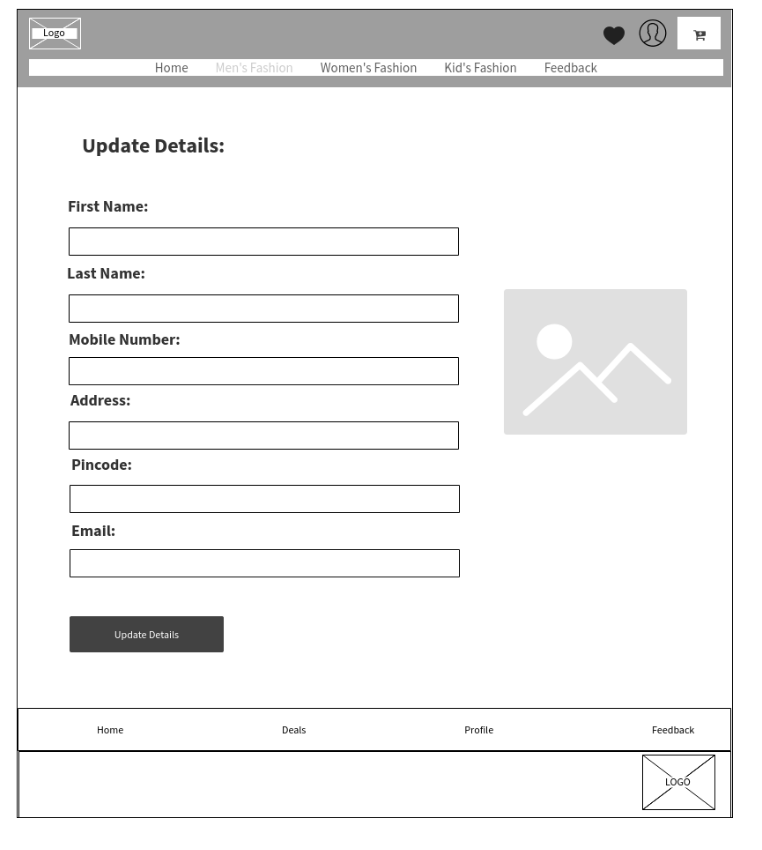 Logo
Home Men's Fashion Women's Fashion Kid's Fashion Feedback
Update Details:
First Name:
Last Name:
Mobile Number:
Address:
Pincode:
Email:
Update Details
Home Deals Profile Feedback
LOGO